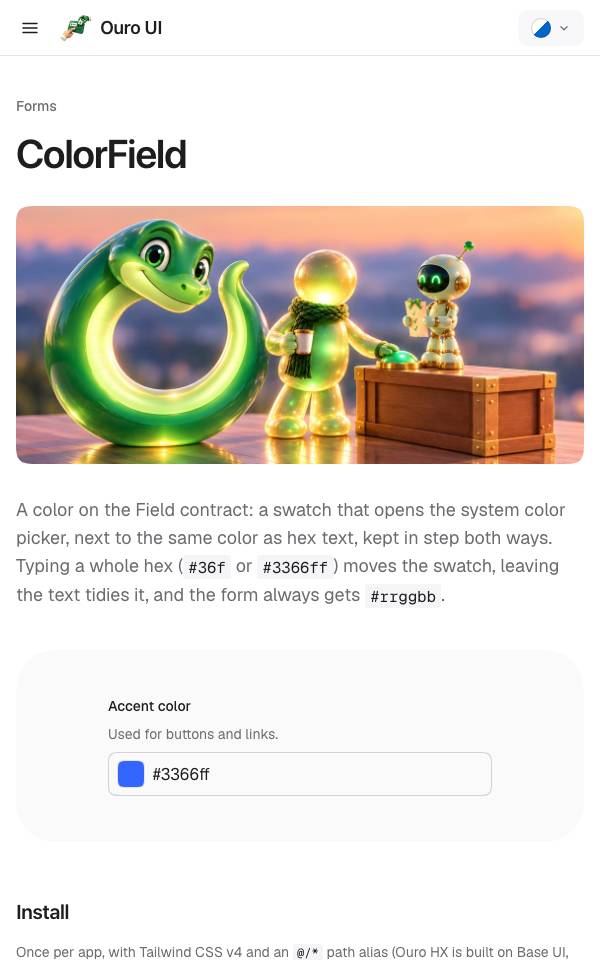 Ouro UI
Forms
ColorField
A color on the Field contract: a swatch that opens the system color
picker, next to the same color as hex text, kept in step both ways.
Typing a whole hex (#36f or #3366ff) moves the swatch, leaving
the text tidies it, and the form always gets #rrggbb.
Accent color
Used for buttons and links.
#3366ff
Install
Once per app, with Tailwind CSS v4 and an @/* path alias (Ouro HX is built on Base UI,